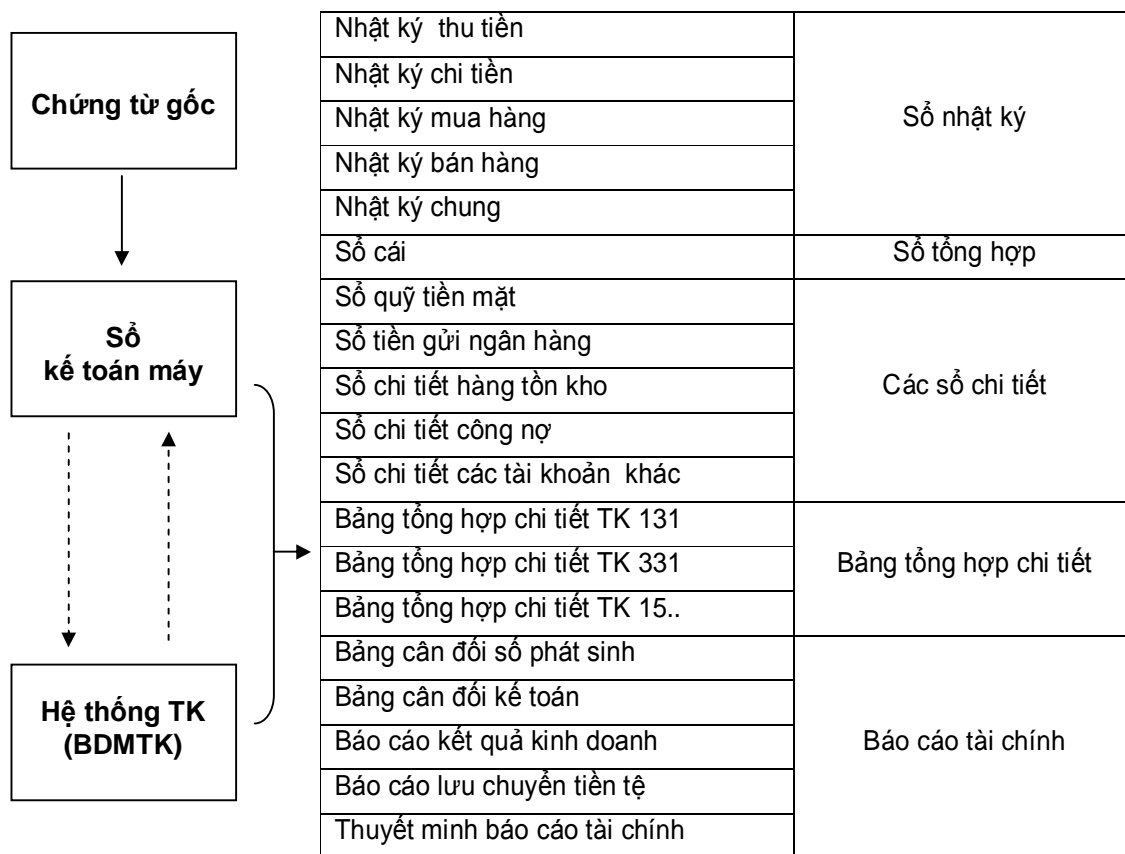 Chứng từ gốc
Sổ
kế toán máy
Hệ thống TK
(BDMTK)
Nhật ký thu tiền
Nhật ký chi tiền
Nhật ký mua hàng
Nhật ký bán hàng
Nhật ký chung
Sổ nhật ký
Sổ cái
Sổ tổng hợp
Sổ quỹ tiền mặt
Sổ tiền gửi ngân hàng
Sổ chi tiết hàng tồn kho
Sổ chi tiết công nợ
Sổ chi tiết các tài khoản khác
Các sổ chi tiết
Bảng tổng hợp chi tiết TK 131
Bảng tổng hợp chi tiết TK 331
Bảng tổng hợp chi tiết TK 15..
Bảng tổng hợp chi tiết
Bảng cân đối số phát sinh
Bảng cân đối kế toán
Báo cáo kết quả kinh doanh
Báo cáo lưu chuyển tiền tệ
Thuyết minh báo cáo tài chính
Báo cáo tài chính